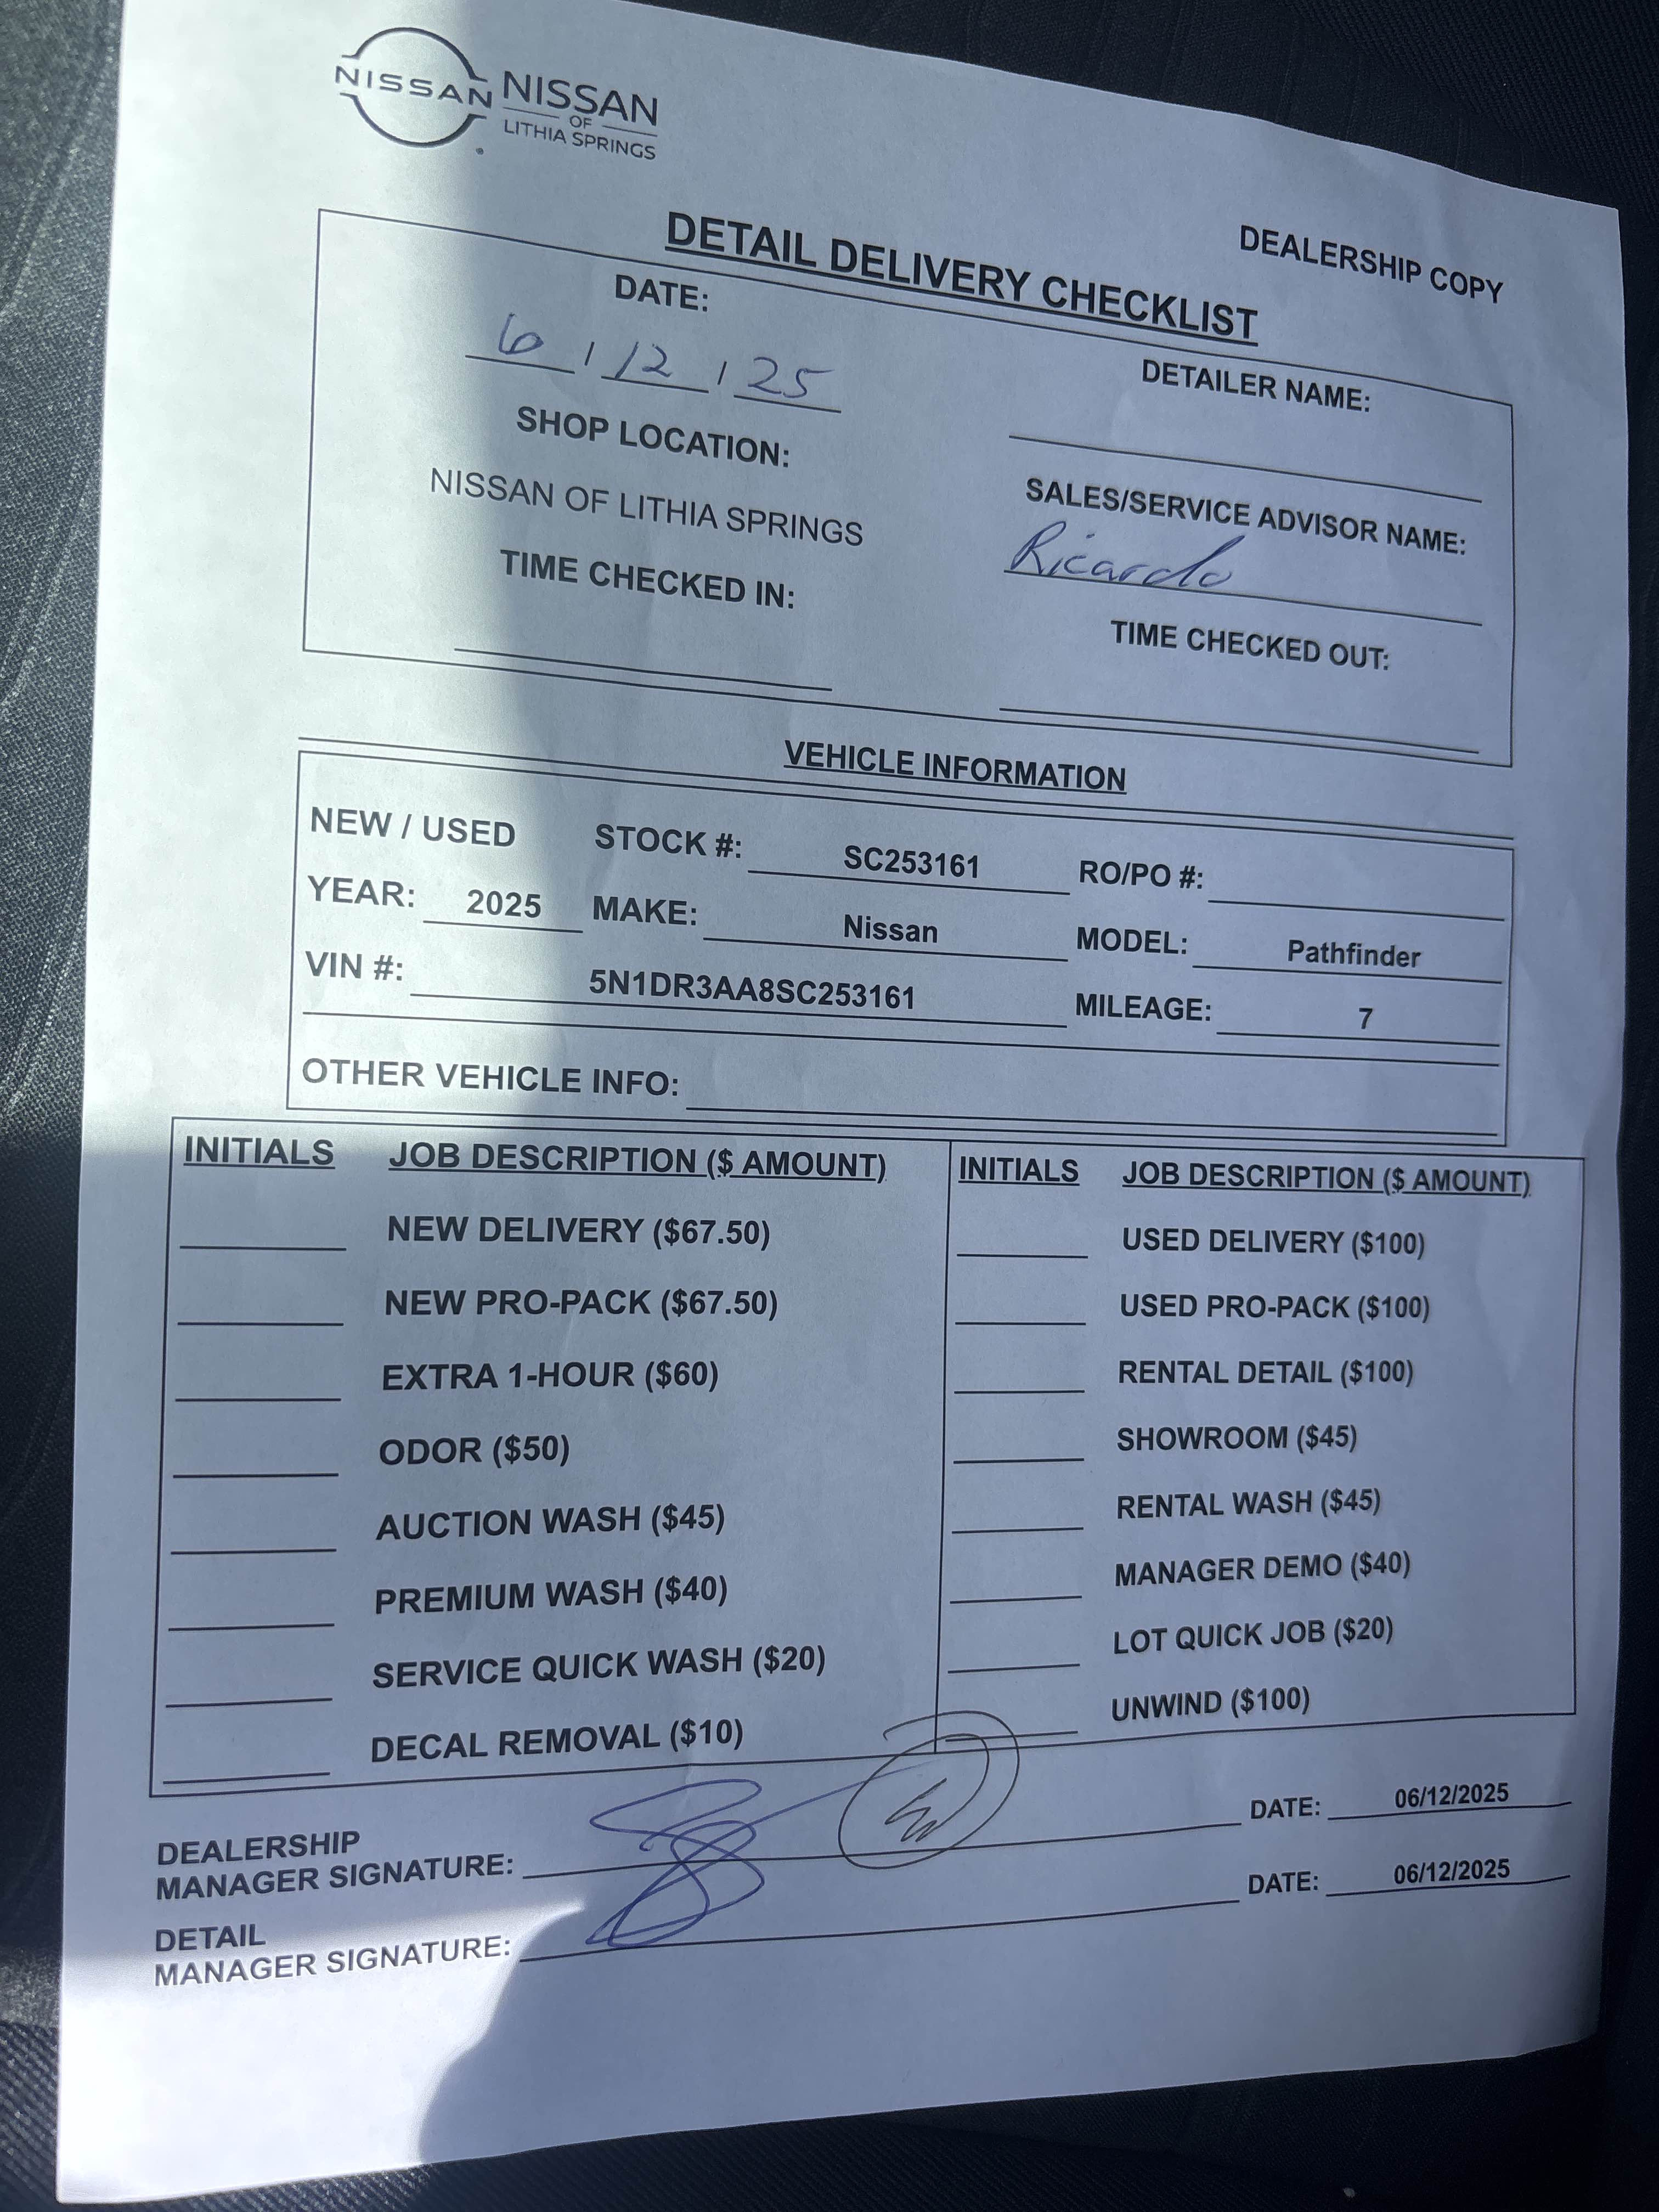 NISSAN NISSAN
OF
LITHIA SPRINGS
DEALERSHIP COPY
DETAIL DELIVERY CHECKLIST
DATE:
6 / 12 / 25
DETAILER NAME:
SHOP LOCATION:
NISSAN OF LITHIA SPRINGS
SALES/SERVICE ADVISOR NAME:
Ricardo
TIME CHECKED IN:
TIME CHECKED OUT:
VEHICLE INFORMATION
NEW / USED STOCK #: SC253161 RO/PO #:
YEAR: 2025 MAKE: Nissan MODEL: Pathfinder
VIN #: 5N1DR3AA8SC253161 MILEAGE: 7
OTHER VEHICLE INFO:
INITIALS JOB DESCRIPTION ($ AMOUNT) INITIALS JOB DESCRIPTION ($ AMOUNT)
NEW DELIVERY ($67.50) USED DELIVERY ($100)
NEW PRO-PACK ($67.50) USED PRO-PACK ($100)
EXTRA 1-HOUR ($60) RENTAL DETAIL ($100)
ODOR ($50) SHOWROOM ($45)
AUCTION WASH ($45) RENTAL WASH ($45)
PREMIUM WASH ($40) MANAGER DEMO ($40)
SERVICE QUICK WASH ($20) LOT QUICK JOB ($20)
DECAL REMOVAL ($10) UNWIND ($100)
DEALERSHIP
MANAGER SIGNATURE: DATE: 06/12/2025
DETAIL
MANAGER SIGNATURE: DATE: 06/12/2025